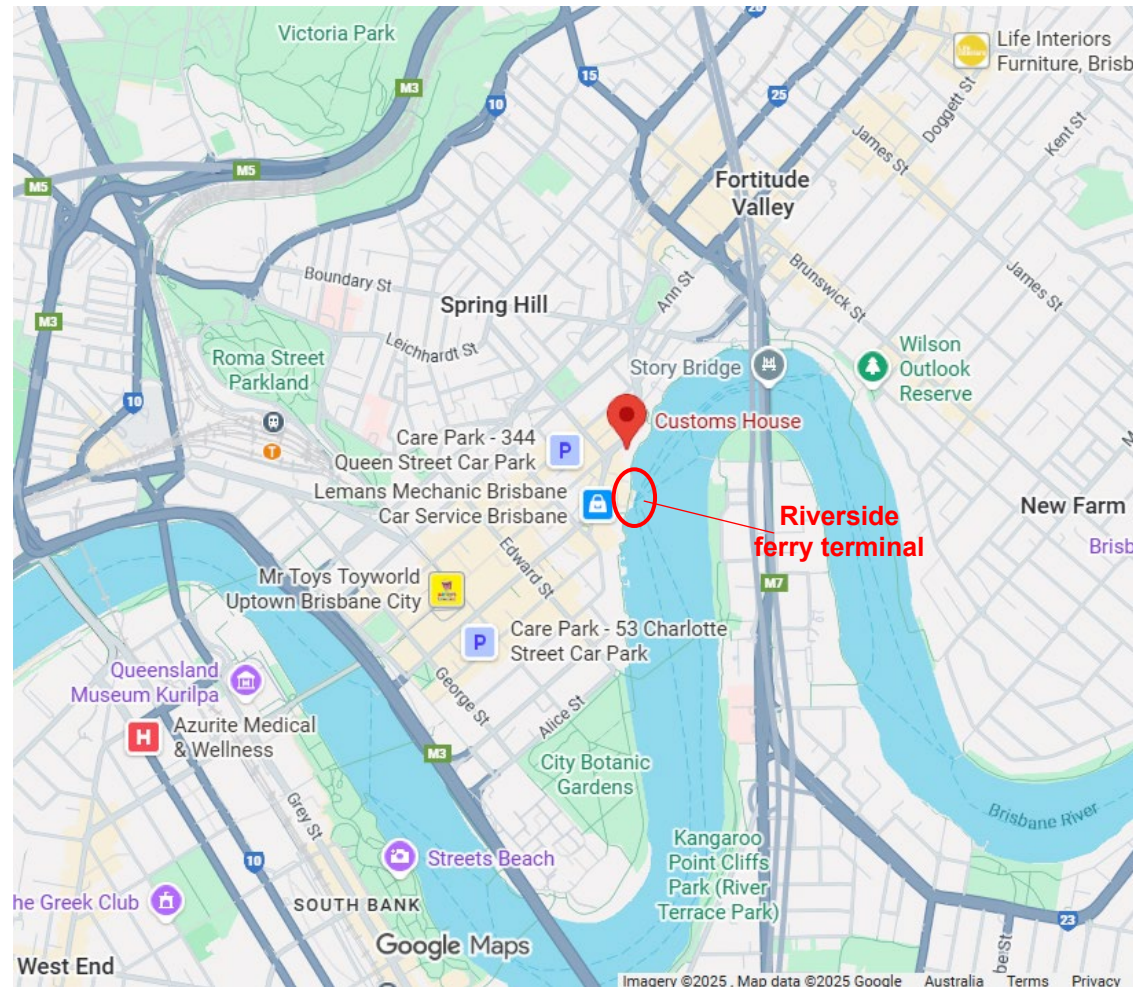 Victoria Park
Life Interiors
Furniture, Brisb
M3
10
15
26
25
Doggett St
Kent St
James St
M5
M5
Fortitude
Valley
Brunswick St
James St
Boundary St
Spring Hill
Ann St
M3
Leichhardt St
Roma Street
Parkland
Story Bridge
Wilson
Outlook
Reserve
10
T
Care Park - 344
Queen Street Car Park
P
Customs House
Lemans Mechanic Brisbane
Car Service Brisbane
Riverside
ferry terminal
New Farm
Brisb
Edward St
Mr Toys Toyworld
Uptown Brisbane City
M7
P
Care Park - 53 Charlotte
Street Car Park
Queensland
Museum Kurilpa
George St
Alice St
H
Azurite Medical
& Wellness
M3
City Botanic
Gardens
Grey St
Brisbane River
Kangaroo
Point Cliffs
Park (River
Terrace Park)
10
Streets Beach
he Greek Club
SOUTH BANK
23
Google Maps
be St
West End
Imagery ©2025 , Map data ©2025 Google Australia Terms Privacy